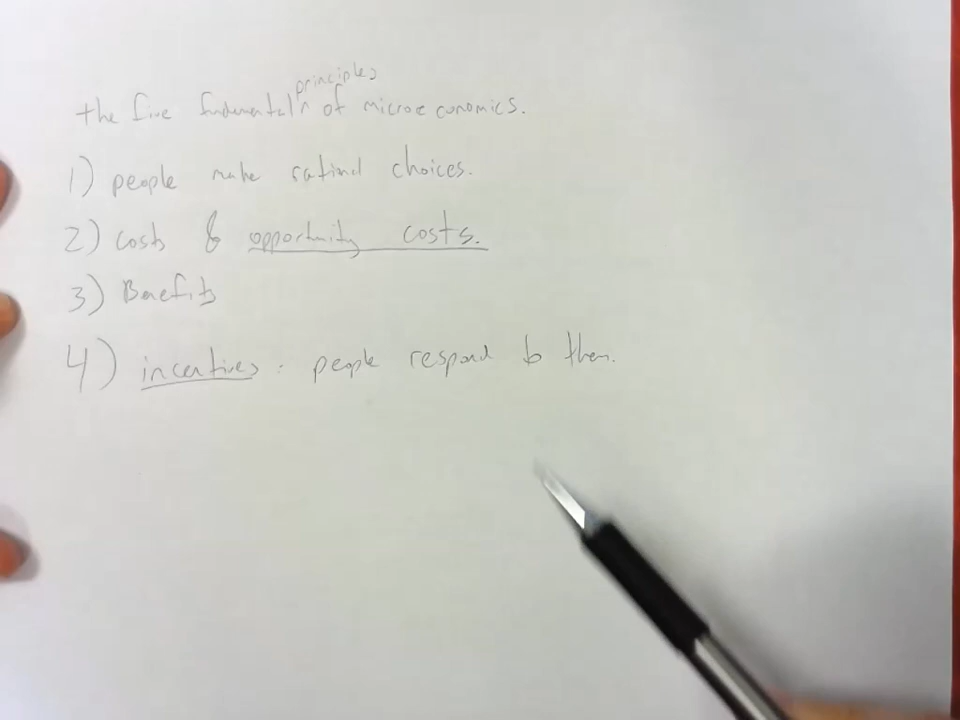 the five fundamental principles of microeconomics.
1) people make rational choices.
2) costs & opportunity costs.
3) Benefits
4) incentives. people respond to them.